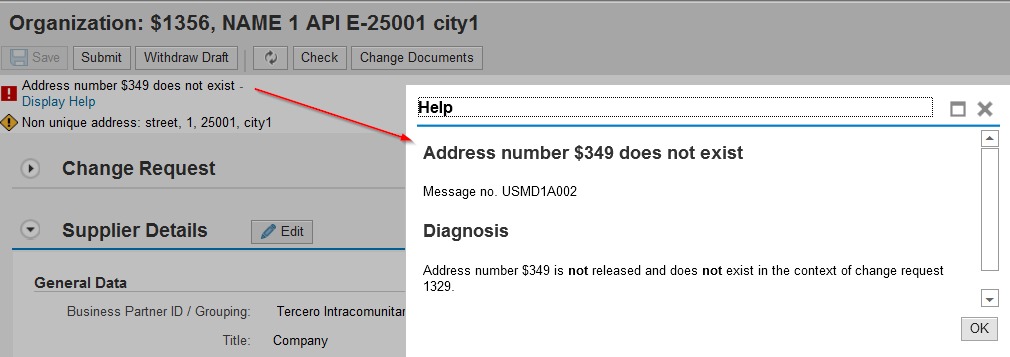 Organization: $1356, NAME 1 API E-25001 city1
Save Submit Withdraw Draft Check Change Documents
Address number $349 does not exist -
Display Help
Non unique address: street, 1, 25001, city1
Change Request
Supplier Details Edit
General Data
Business Partner ID / Grouping: Tercero Intracomunitar
Title: Company
Help
Address number $349 does not exist
Message no. USMD1A002
Diagnosis
Address number $349 is not released and does not exist in the context of change request
1329.
OK